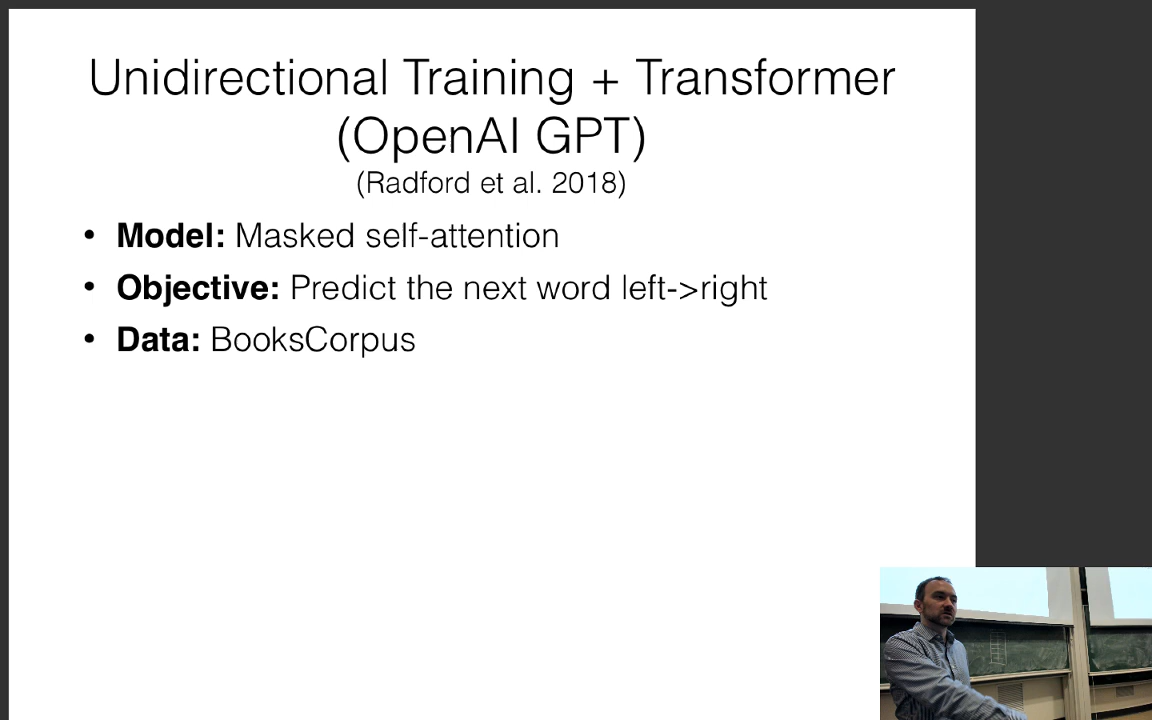 Unidirectional Training + Transformer
(OpenAI GPT)
(Radford et al. 2018)
• Model: Masked self-attention
• Objective: Predict the next word left->right
• Data: BooksCorpus